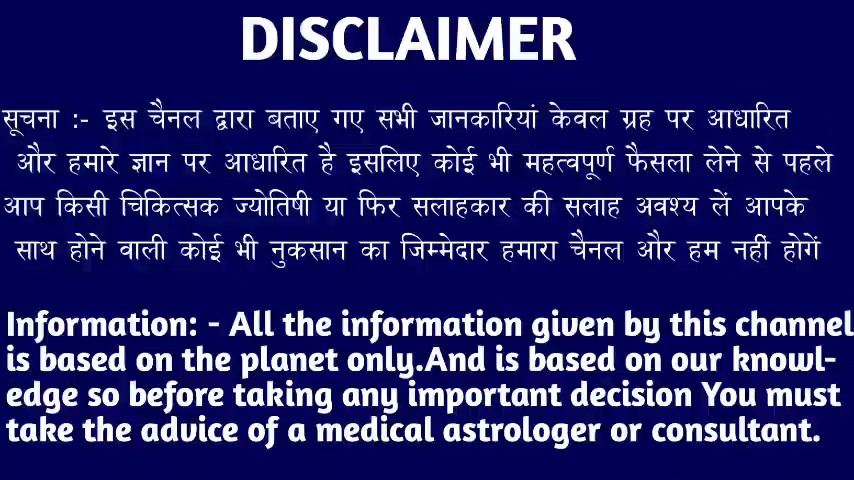 DISCLAIMER
सूचना :- इस चैनल द्वारा बताए गए सभी जानकारियां केवल ग्रह पर आधारित
और हमारे ज्ञान पर आधारित है इसलिए कोई भी महत्वपूर्ण फैसला लेने से पहले
आप किसी चिकित्सक ज्योतिषी या फिर सलाहकार की सलाह अवश्य लें आपके
साथ होने वाली कोई भी नुकसान का जिम्मेदार हमारा चैनल और हम नहीं होगें
Information: - All the information given by this channel
is based on the planet only.And is based on our knowl-
edge so before taking any important decision You must
take the advice of a medical astrologer or consultant.